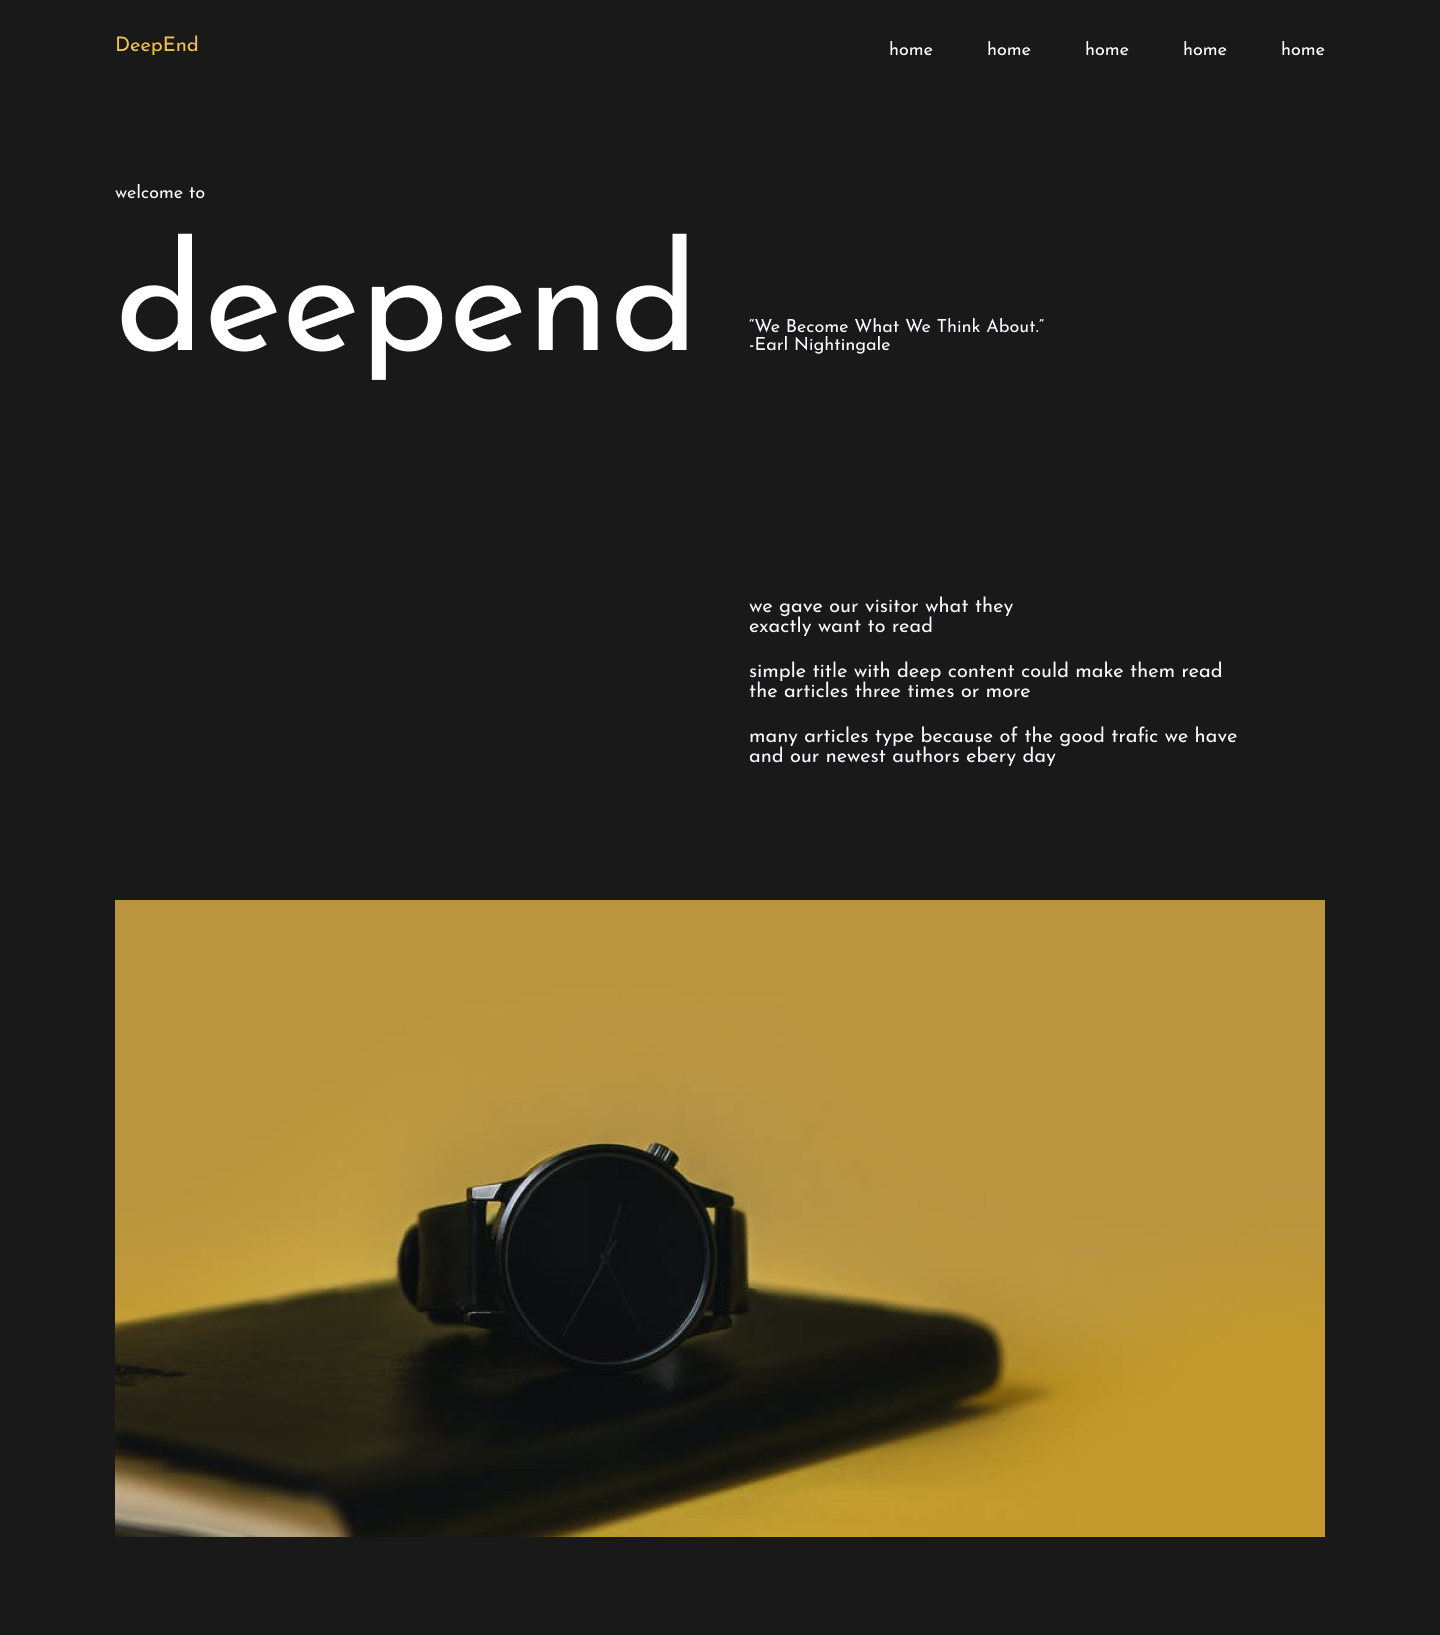 DeepEnd
home home home home home
welcome to
deepend
“We Become What We Think About.”
-Earl Nightingale
we gave our visitor what they
exactly want to read
simple title with deep content could make them read
the articles three times or more
many articles type because of the good trafic we have
and our newest authors ebery day